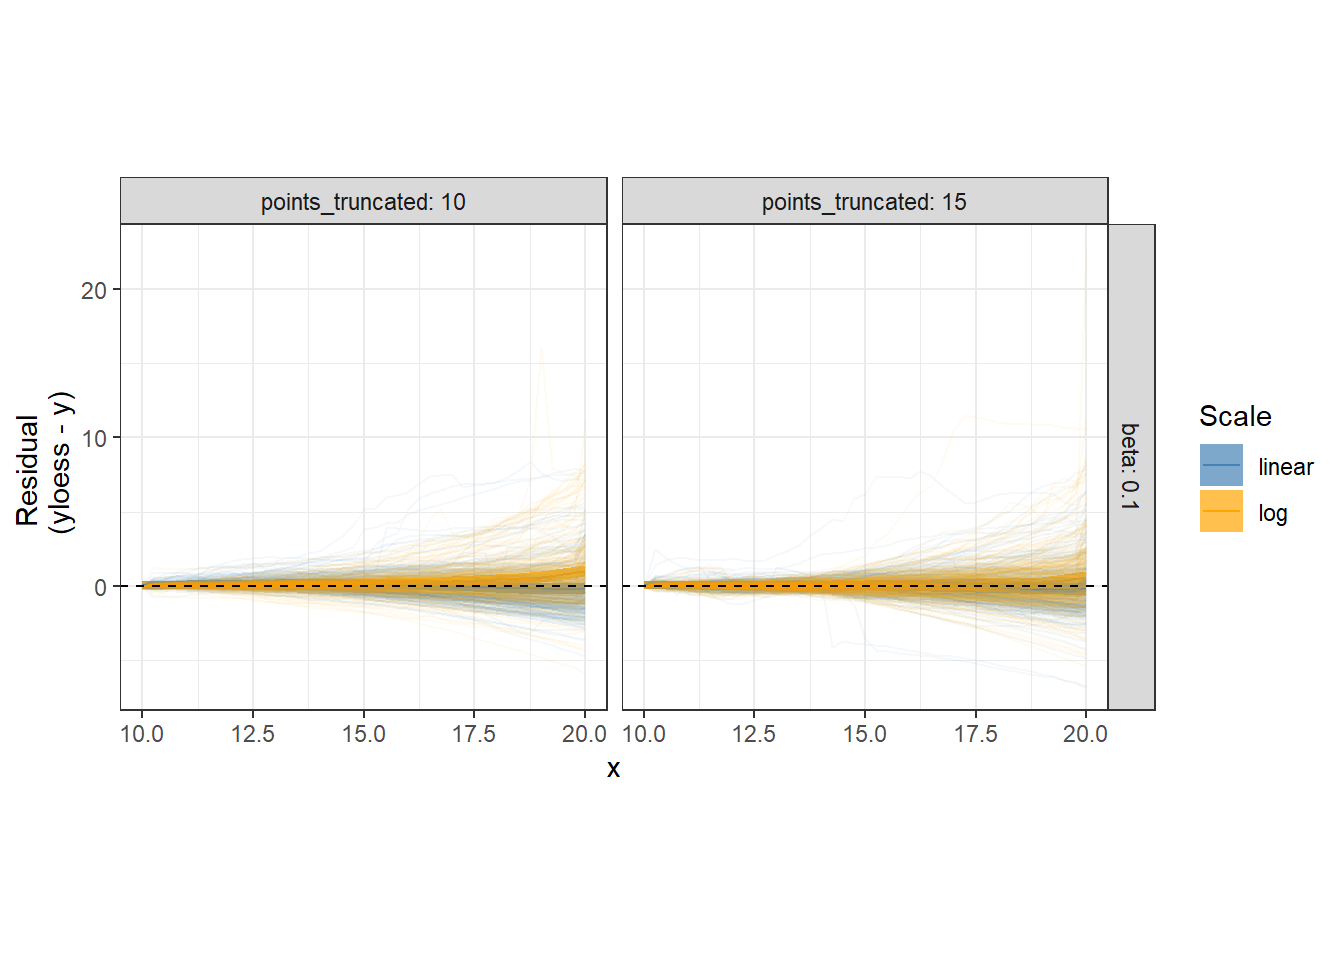 points_truncated: 10
points_truncated: 15
20
10
0
Residual
(yloess - y)
beta: 0.1
10.0 12.5 15.0 17.5 20.0
10.0 12.5 15.0 17.5 20.0
x
Scale
linear
log